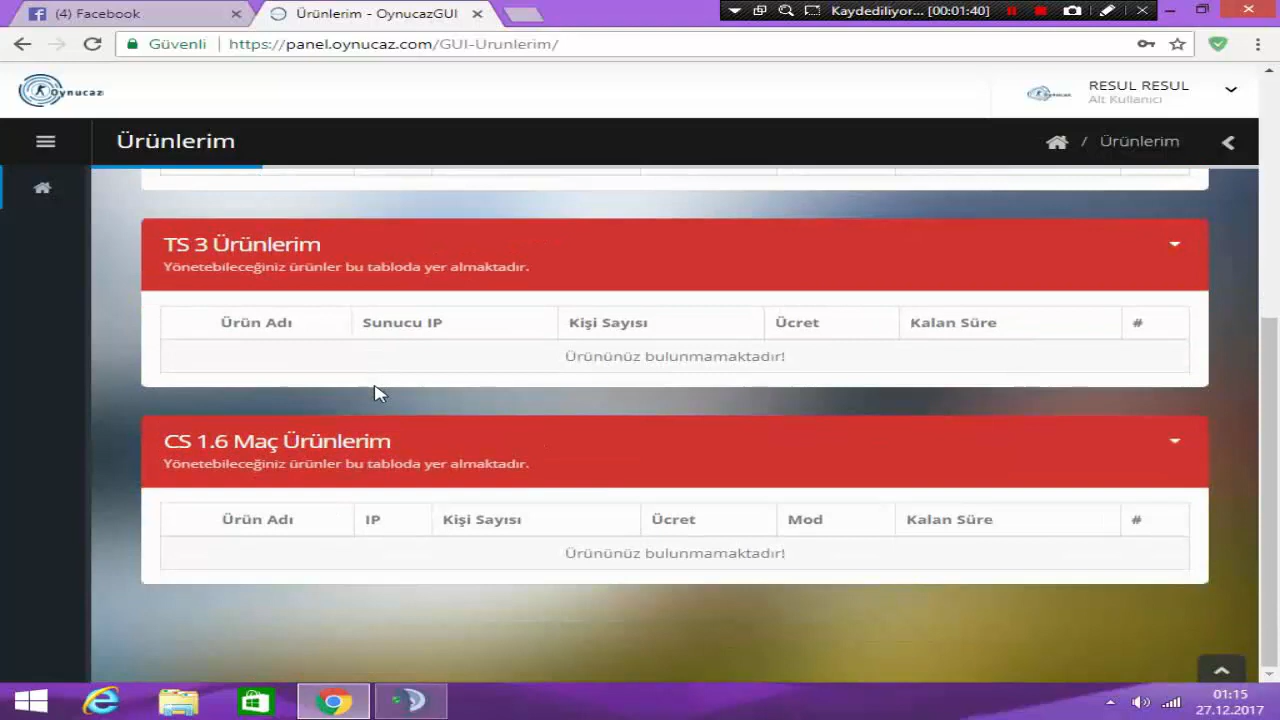 (4) Facebook
Ürünlerim - OynucazGUI
Kaydediliyor... [00:01:40]
Güvenli
https://panel.oynucaz.com/GUI-Urunlerim/
Oynucaz
RESUL RESUL
Alt Kullanıcı
Ürünlerim
/ Ürünlerim
TS 3 Ürünlerim
Yönetebileceğiniz ürünler bu tabloda yer almaktadır.
Ürün Adı Sunucu IP Kişi Sayısı Ücret Kalan Süre #
Ürününüz bulunmamaktadır!
CS 1.6 Maç Ürünlerim
Yönetebileceğiniz ürünler bu tabloda yer almaktadır.
Ürün Adı IP Kişi Sayısı Ücret Mod Kalan Süre #
Ürününüz bulunmamaktadır!
01:15
27.12.2017